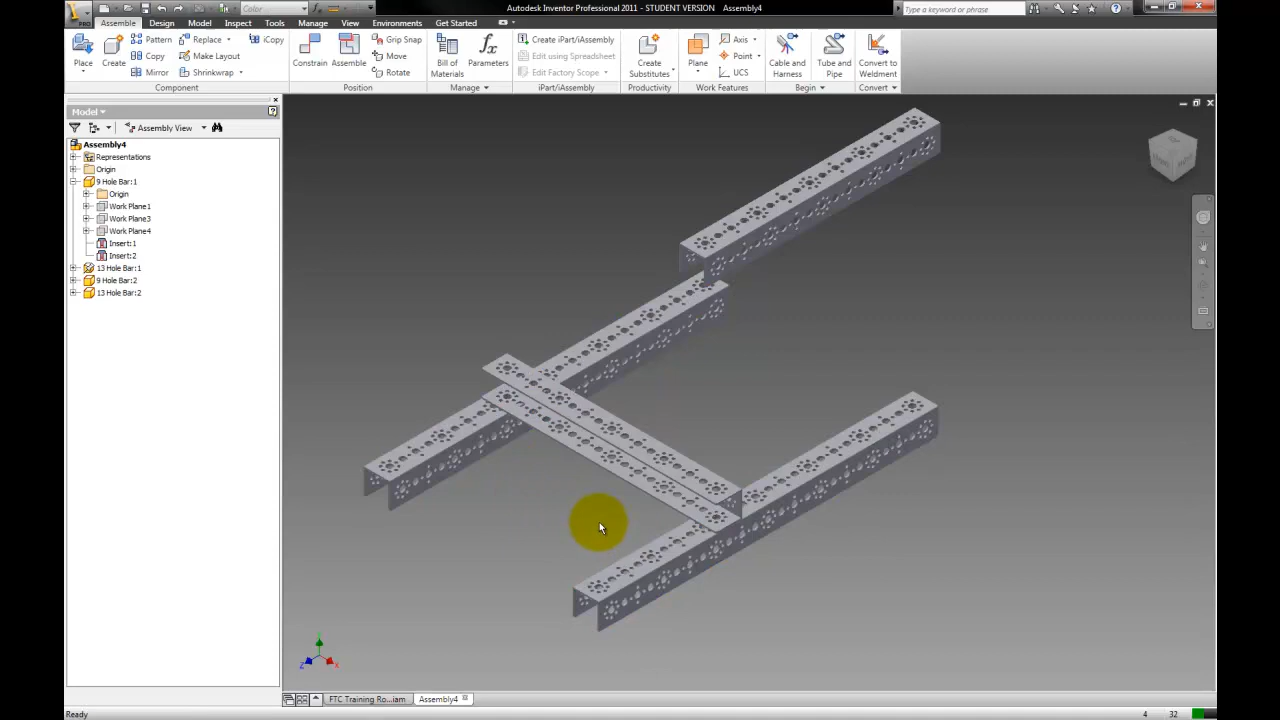 Color
Autodesk Inventor Professional 2011 - STUDENT VERSION Assembly4
Type a keyword or phrase
PRO
Assemble Design Model Inspect Tools Manage View Environments Get Started
Place
Create
Pattern
Copy
Mirror
Replace
Make Layout
Shrinkwrap
iCopy
Component
Constrain
Assemble
Grip Snap
Move
Rotate
Position
Bill of
Materials
Parameters
Manage
Create iPart/iAssembly
Edit using Spreadsheet
Edit Factory Scope
iPart/iAssembly
Create
Substitutes
Productivity
Plane
Axis
Point
UCS
Work Features
Cable and
Harness
Tube and
Pipe
Begin
Convert to
Weldment
Convert
Model
Assembly View
Assembly4
Representations
Origin
9 Hole Bar:1
Origin
Work Plane1
Work Plane3
Work Plane4
Insert:1
Insert:2
13 Hole Bar:1
9 Hole Bar:2
13 Hole Bar:2
FTC Training Ro...iam Assembly4
Ready 4 32